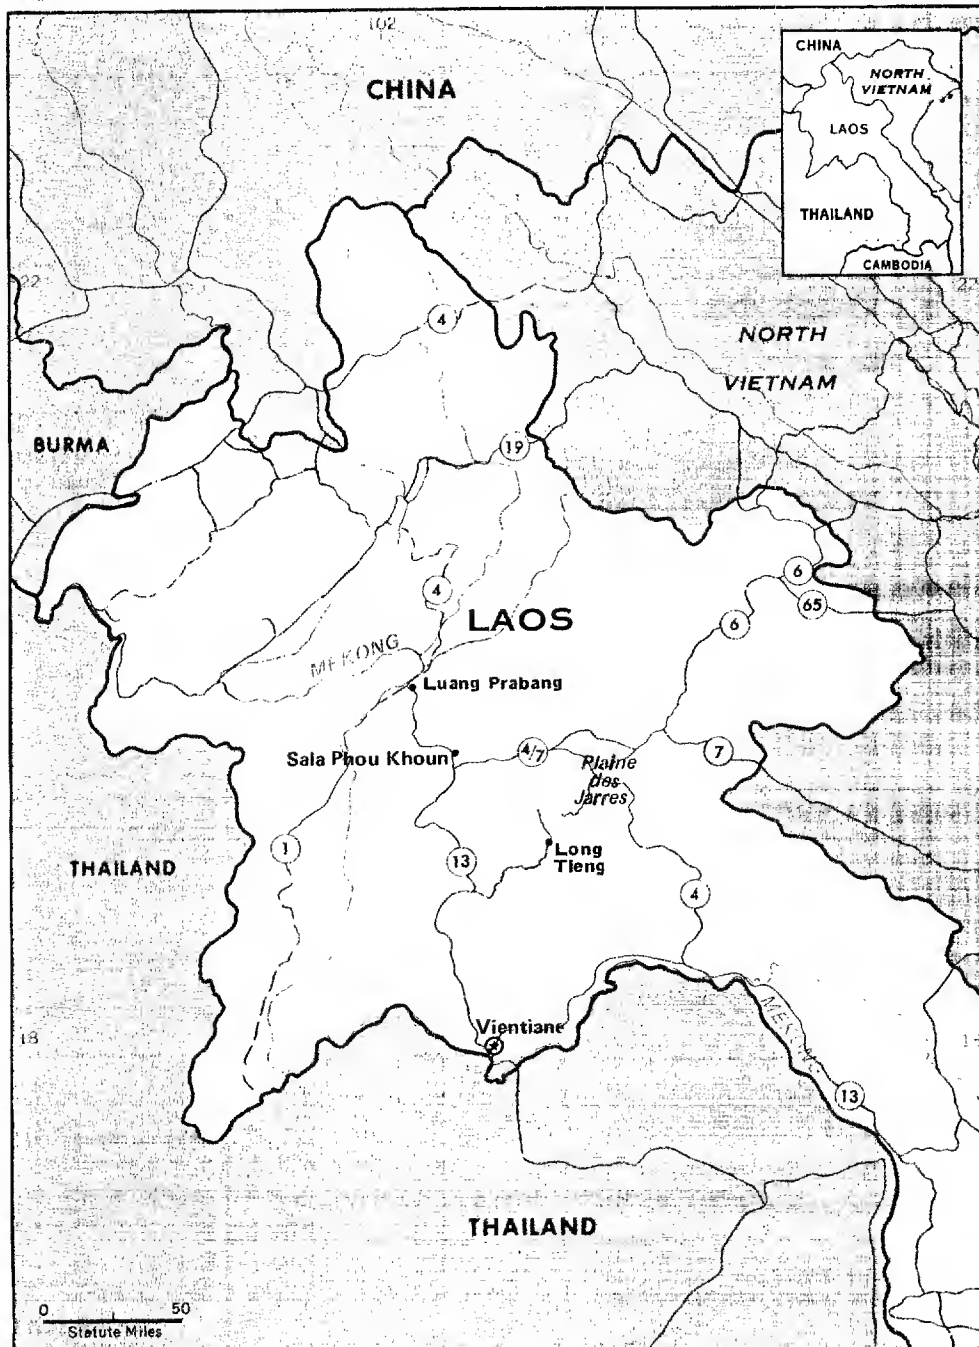 102
CHINA
CHINA
NORTH
VIETNAM
LAOS
THAILAND
CAMBODIA
22
4
NORTH
VIETNAM
BURMA
19
6
65
4
6
LAOS
MEKONG
Luang Prabang
Sala Phou Khoun
4/7
7
Plaine
des
Jarres
1
13
Long
Tieng
THAILAND
4
18
Vientiane
13
THAILAND
0 50
Statute Miles